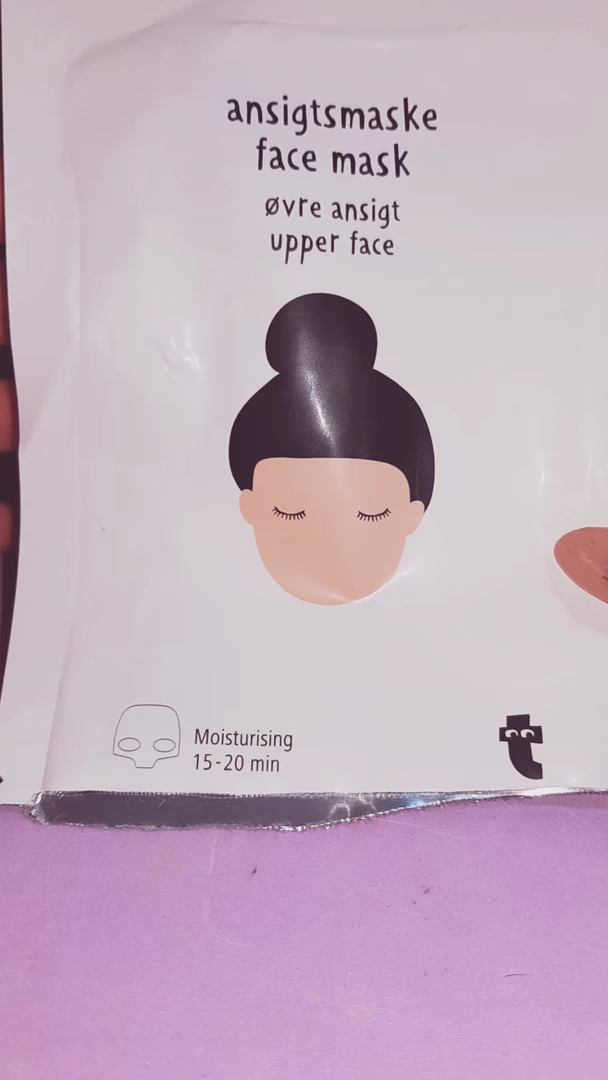 ansigtsmaske
face mask
øvre ansigt
upper face
Moisturising
15-20 min
t